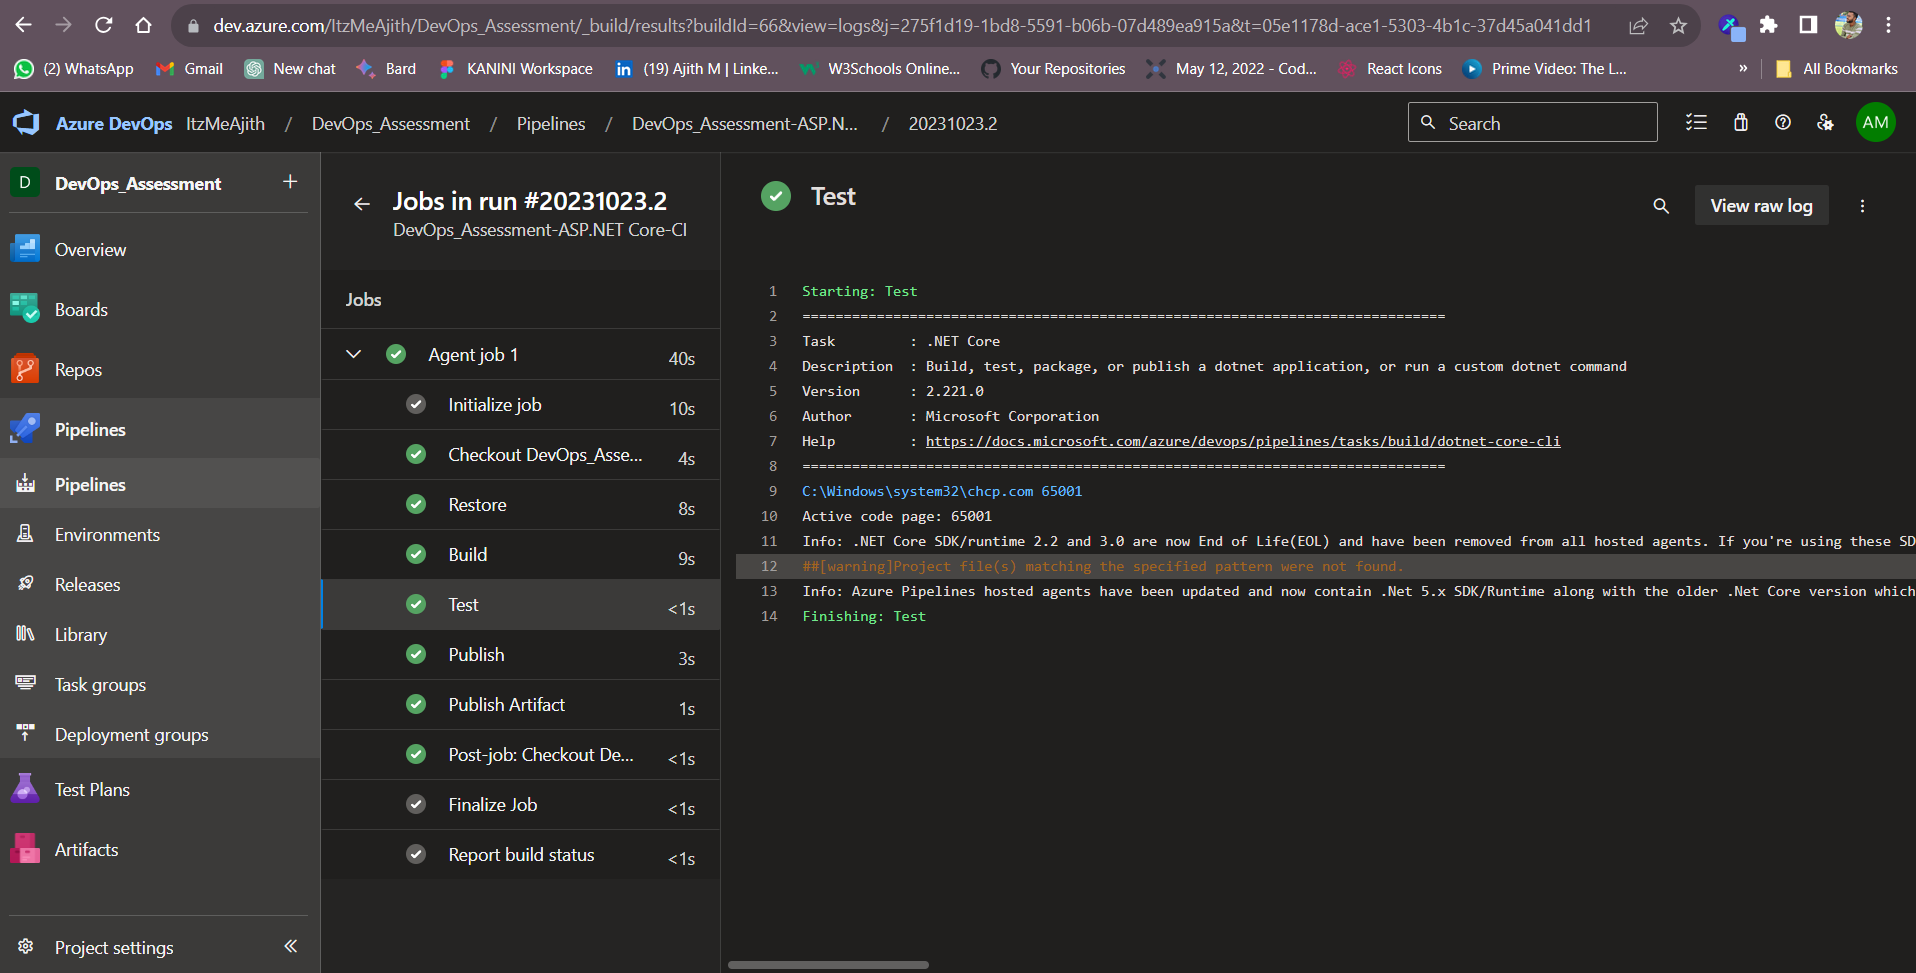 dev.azure.com/ItzMeAjith/DevOps_Assessment/_build/results?buildId=66&view=logs&j=275f1d19-1bd8-5591-b06b-07d489ea915a&t=05e1178d-ace1-5303-4b1c-37d45a041dd1
(2) WhatsApp Gmail New chat Bard KANINI Workspace (19) Ajith M | Linke... W3Schools Online... Your Repositories May 12, 2022 - Cod... React Icons Prime Video: The L... » All Bookmarks
Azure DevOps ItzMeAjith / DevOps_Assessment / Pipelines / DevOps_Assessment-ASP.N... / 20231023.2
Search
AM
D DevOps_Assessment +
Overview
Boards
Repos
Pipelines
Pipelines
Environments
Releases
Library
Task groups
Deployment groups
Test Plans
Artifacts
Project settings
Jobs in run #20231023.2
DevOps_Assessment-ASP.NET Core-CI
Jobs
Agent job 1 40s
Initialize job 10s
Checkout DevOps_Asse... 4s
Restore 8s
Build 9s
Test <1s
Publish 3s
Publish Artifact 1s
Post-job: Checkout De... <1s
Finalize Job <1s
Report build status <1s
Test
View raw log
1 Starting: Test
2 ==============================================================================
3 Task : .NET Core
4 Description : Build, test, package, or publish a dotnet application, or run a custom dotnet command
5 Version : 2.221.0
6 Author : Microsoft Corporation
7 Help : https://docs.microsoft.com/azure/devops/pipelines/tasks/build/dotnet-core-cli
8 ==============================================================================
9 C:\Windows\system32\chcp.com 65001
10 Active code page: 65001
11 Info: .NET Core SDK/runtime 2.2 and 3.0 are now End of Life(EOL) and have been removed from all hosted agents. If you're using these SD
12 ##[warning]Project file(s) matching the specified pattern were not found.
13 Info: Azure Pipelines hosted agents have been updated and now contain .Net 5.x SDK/Runtime along with the older .Net Core version which
14 Finishing: Test